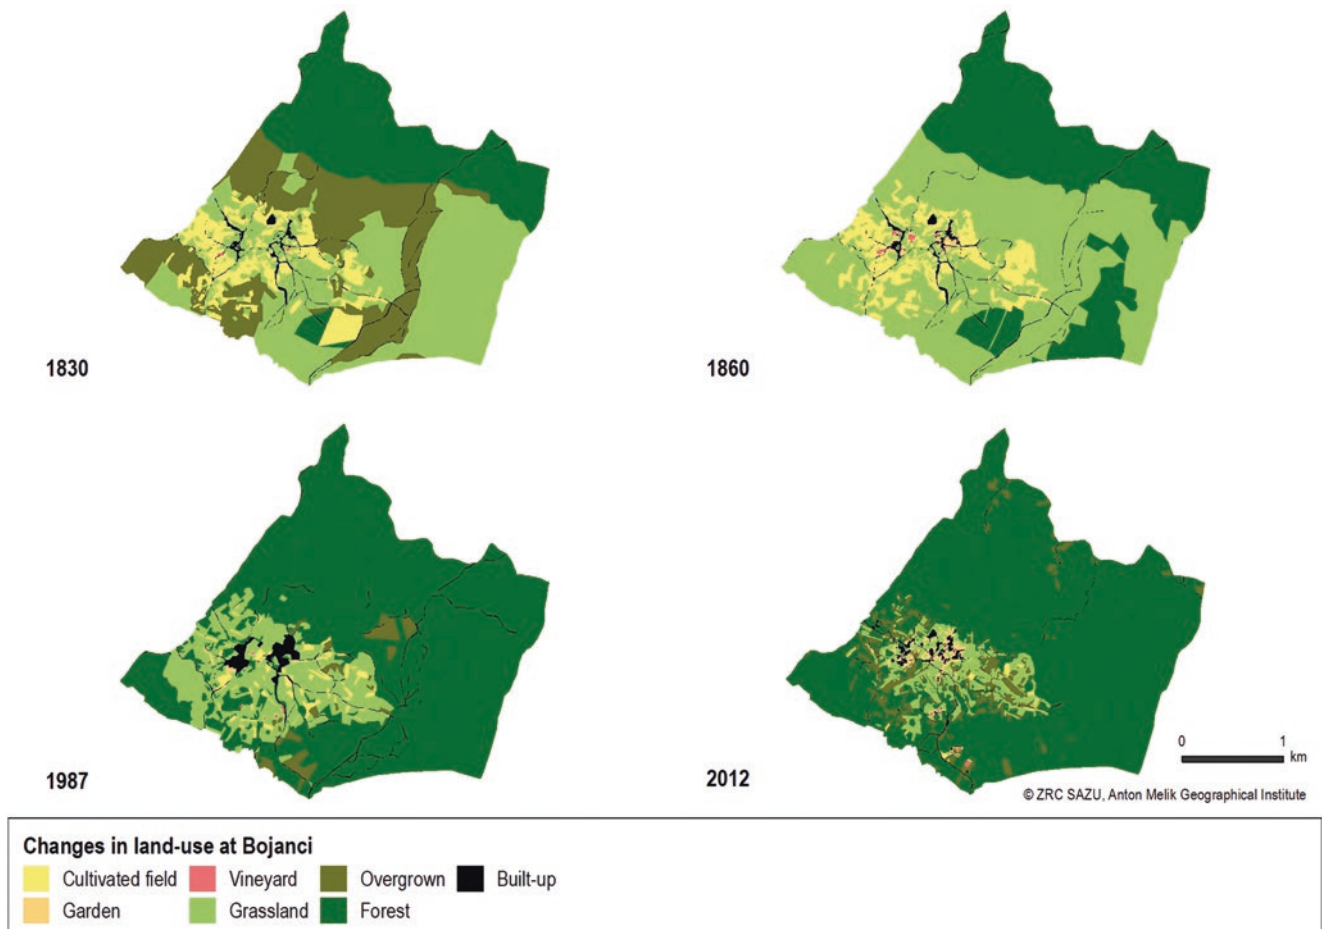 1830
1860
1987
2012
0 1
km
© ZRC SAZU, Anton Melik Geographical Institute
Changes in land-use at Bojanci
Cultivated field Vineyard Overgrown Built-up
Garden Grassland Forest